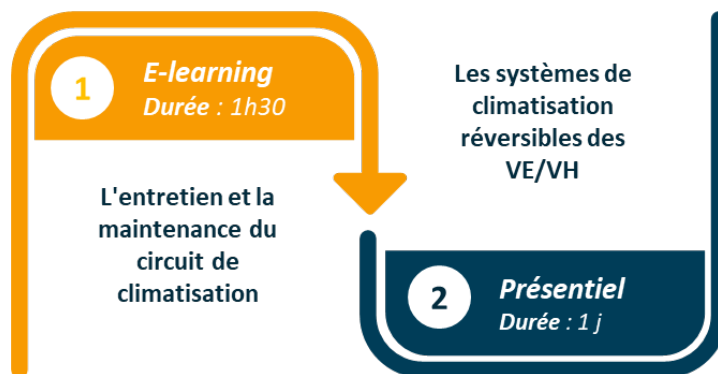 1
E-learning
Durée : 1h30
L'entretien et la
maintenance du
circuit de
climatisation
Les systèmes de
climatisation
réversibles des
VE/VH
2
Présentiel
Durée : 1 j